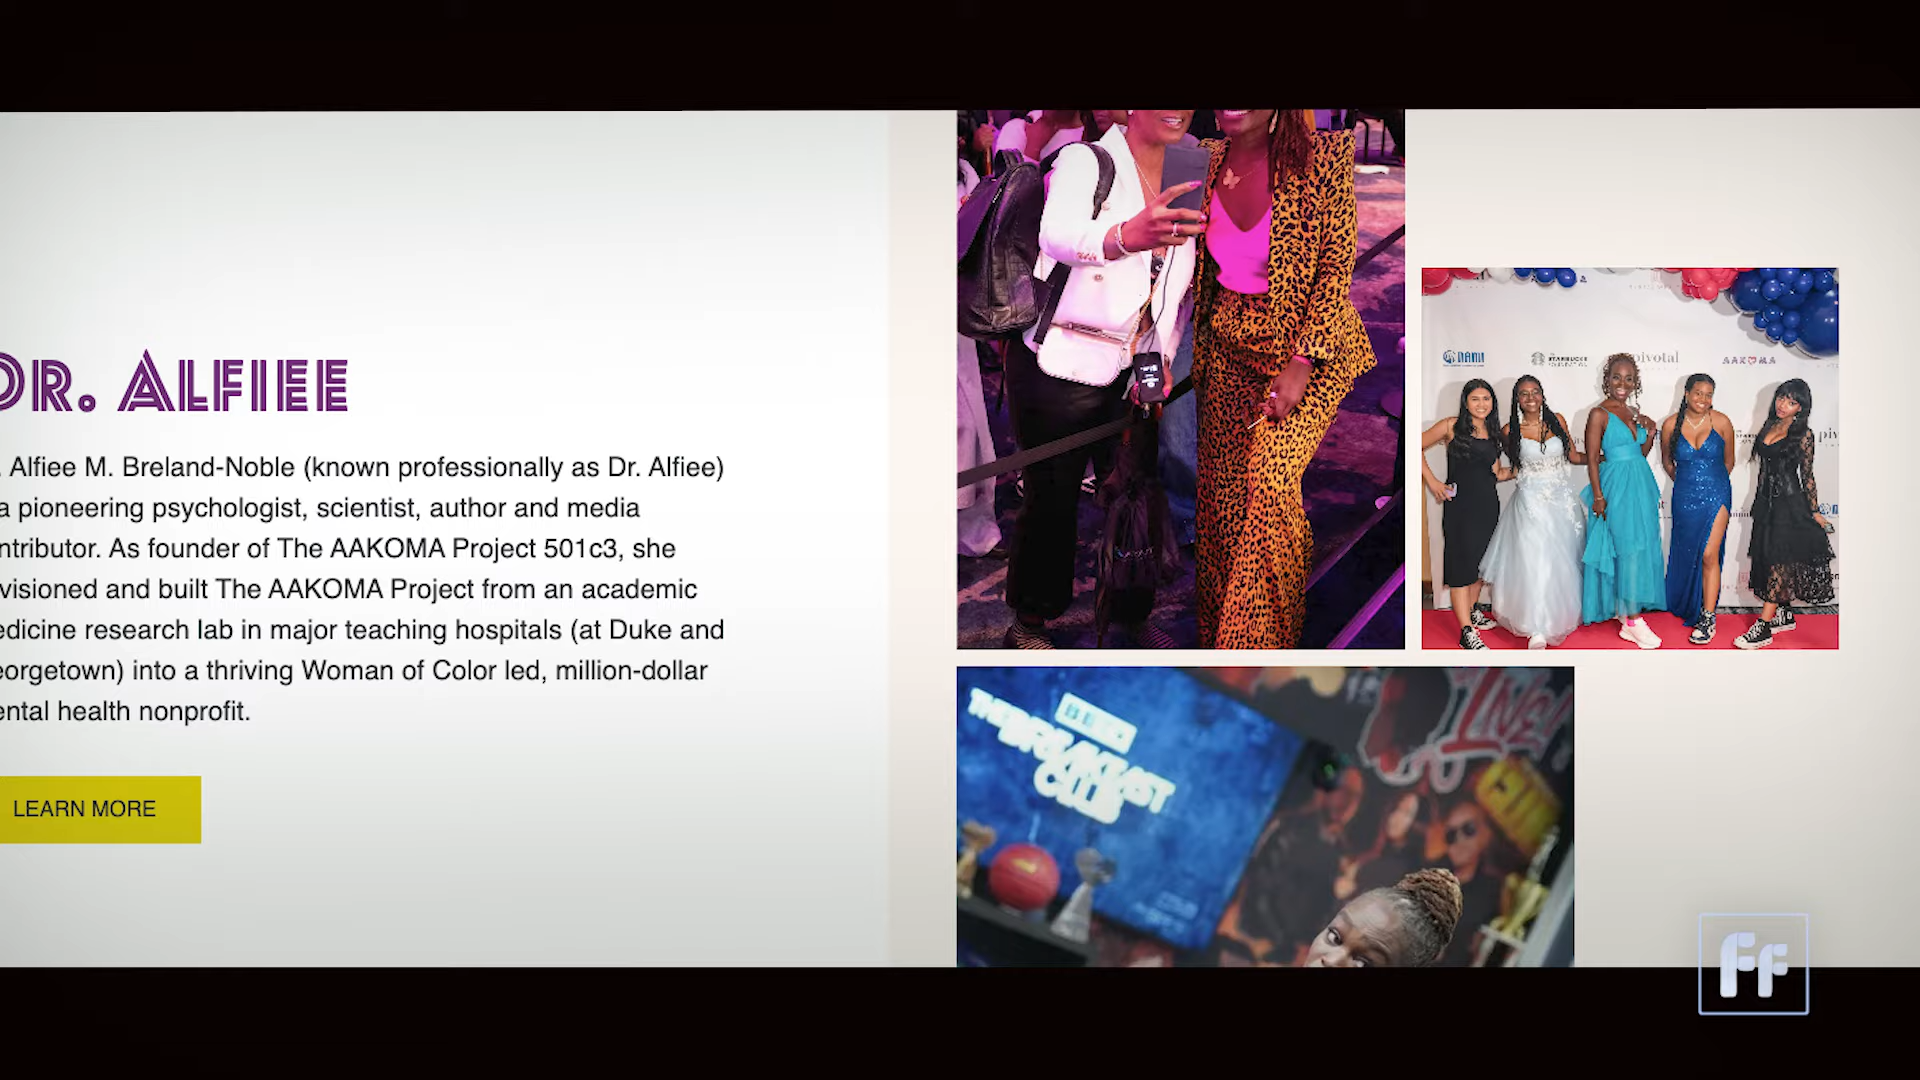 DR. ALFIEE
. Alfiee M. Breland-Noble (known professionally as Dr. Alfiee)
a pioneering psychologist, scientist, author and media
ntributor. As founder of The AAKOMA Project 501c3, she
visioned and built The AAKOMA Project from an academic
edicine research lab in major teaching hospitals (at Duke and
eorgetown) into a thriving Woman of Color led, million-dollar
ental health nonprofit.
LEARN MORE
NAMI
STARBUCKS
pivotal
AAKOMA
THE BREAKFAST CLUB
FF